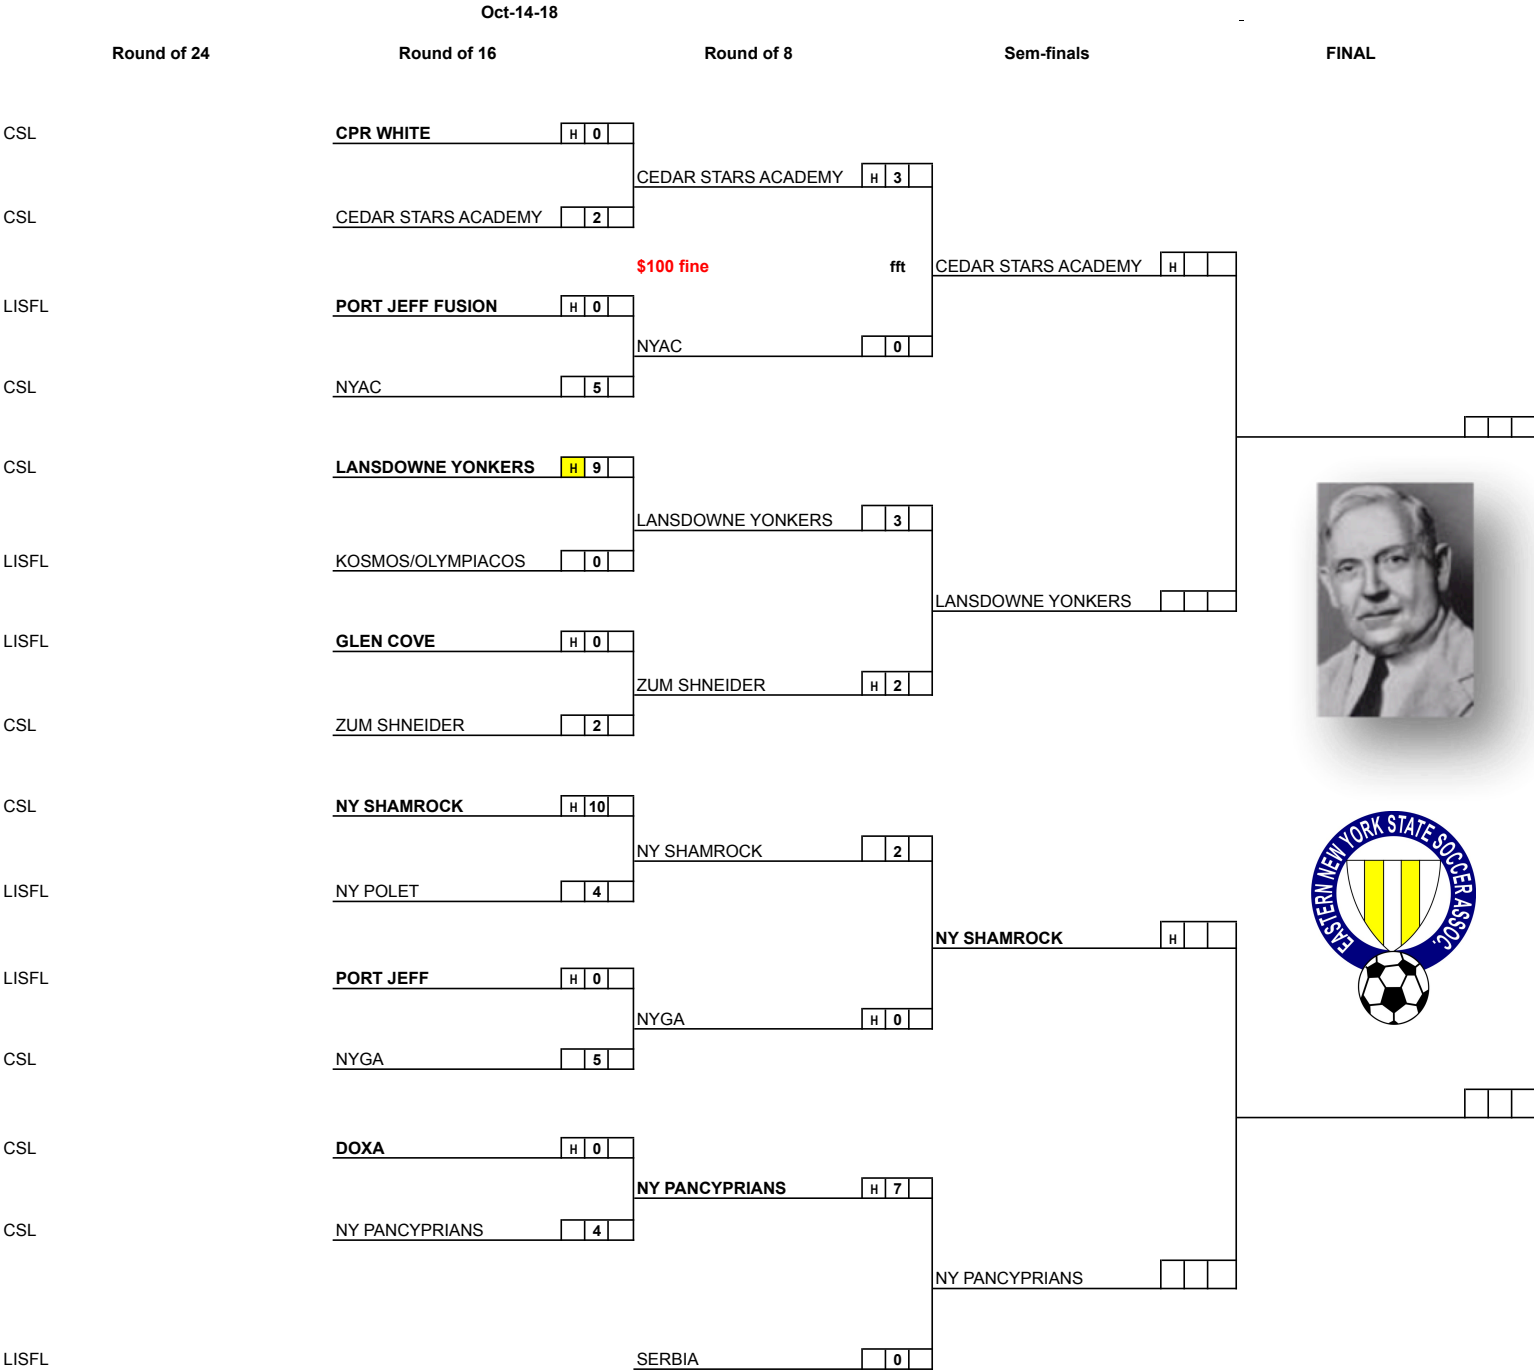 Oct-14-18
Round of 24 Round of 16 Round of 8 Sem-finals FINAL
CSL CPR WHITE H 0
CEDAR STARS ACADEMY H 3
CSL CEDAR STARS ACADEMY 2
$100 fine fft CEDAR STARS ACADEMY H
LISFL PORT JEFF FUSION H 0
NYAC 0
CSL NYAC 5
CSL LANSDOWNE YONKERS H 9
LANSDOWNE YONKERS 3
LISFL KOSMOS/OLYMPIACOS 0
LANSDOWNE YONKERS
LISFL GLEN COVE H 0
ZUM SHNEIDER H 2
CSL ZUM SHNEIDER 2
CSL NY SHAMROCK H 10
EASTERN NEW YORK STATE SOCCER ASSOC.
NY SHAMROCK 2
LISFL NY POLET 4
NY SHAMROCK H
LISFL PORT JEFF H 0
NYGA H 0
CSL NYGA 5
CSL DOXA H 0
NY PANCYPRIANS H 7
CSL NY PANCYPRIANS 4
NY PANCYPRIANS
LISFL SERBIA 0